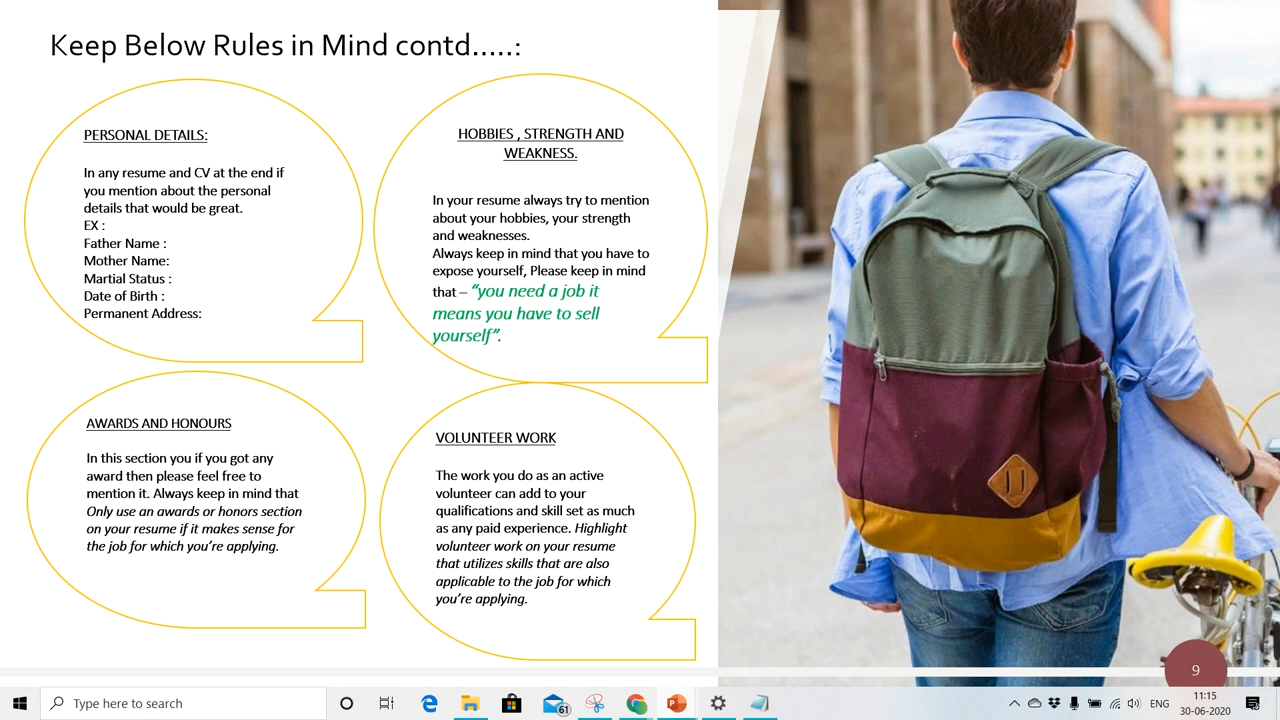 Keep Below Rules in Mind contd.....:
PERSONAL DETAILS:
In any resume and CV at the end if
you mention about the personal
details that would be great.
EX :
Father Name :
Mother Name:
Martial Status :
Date of Birth :
Permanent Address:
HOBBIES , STRENGTH AND
WEAKNESS.
In your resume always try to mention
about your hobbies, your strength
and weaknesses.
Always keep in mind that you have to
expose yourself, Please keep in mind
that – “you need a job it
means you have to sell
yourself”.
AWARDS AND HONOURS
In this section you if you got any
award then please feel free to
mention it. Always keep in mind that
Only use an awards or honors section
on your resume if it makes sense for
the job for which you’re applying.
VOLUNTEER WORK
The work you do as an active
volunteer can add to your
qualifications and skill set as much
as any paid experience. Highlight
volunteer work on your resume
that utilizes skills that are also
applicable to the job for which
you’re applying.
9
Type here to search
61
ENG
11:15
30-06-2020